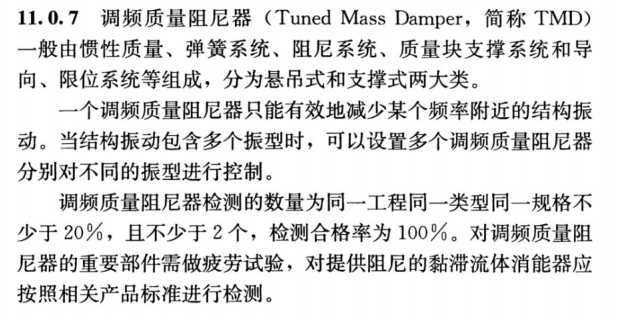 11.0.7 调频质量阻尼器（Tuned Mass Damper，简称 TMD）
一般由惯性质量、弹簧系统、阻尼系统、质量块支撑系统和导
向、限位系统等组成，分为悬吊式和支撑式两大类。
一个调频质量阻尼器只能有效地减少某个频率附近的结构振
动。当结构振动包含多个振型时，可以设置多个调频质量阻尼器
分别对不同的振型进行控制。
调频质量阻尼器检测的数量为同一工程同一类型同一规格不
少于 20%，且不少于 2 个，检测合格率为 100%。对调频质量阻
尼器的重要部件需做疲劳试验，对提供阻尼的黏滞流体消能器应
按照相关产品标准进行检测。